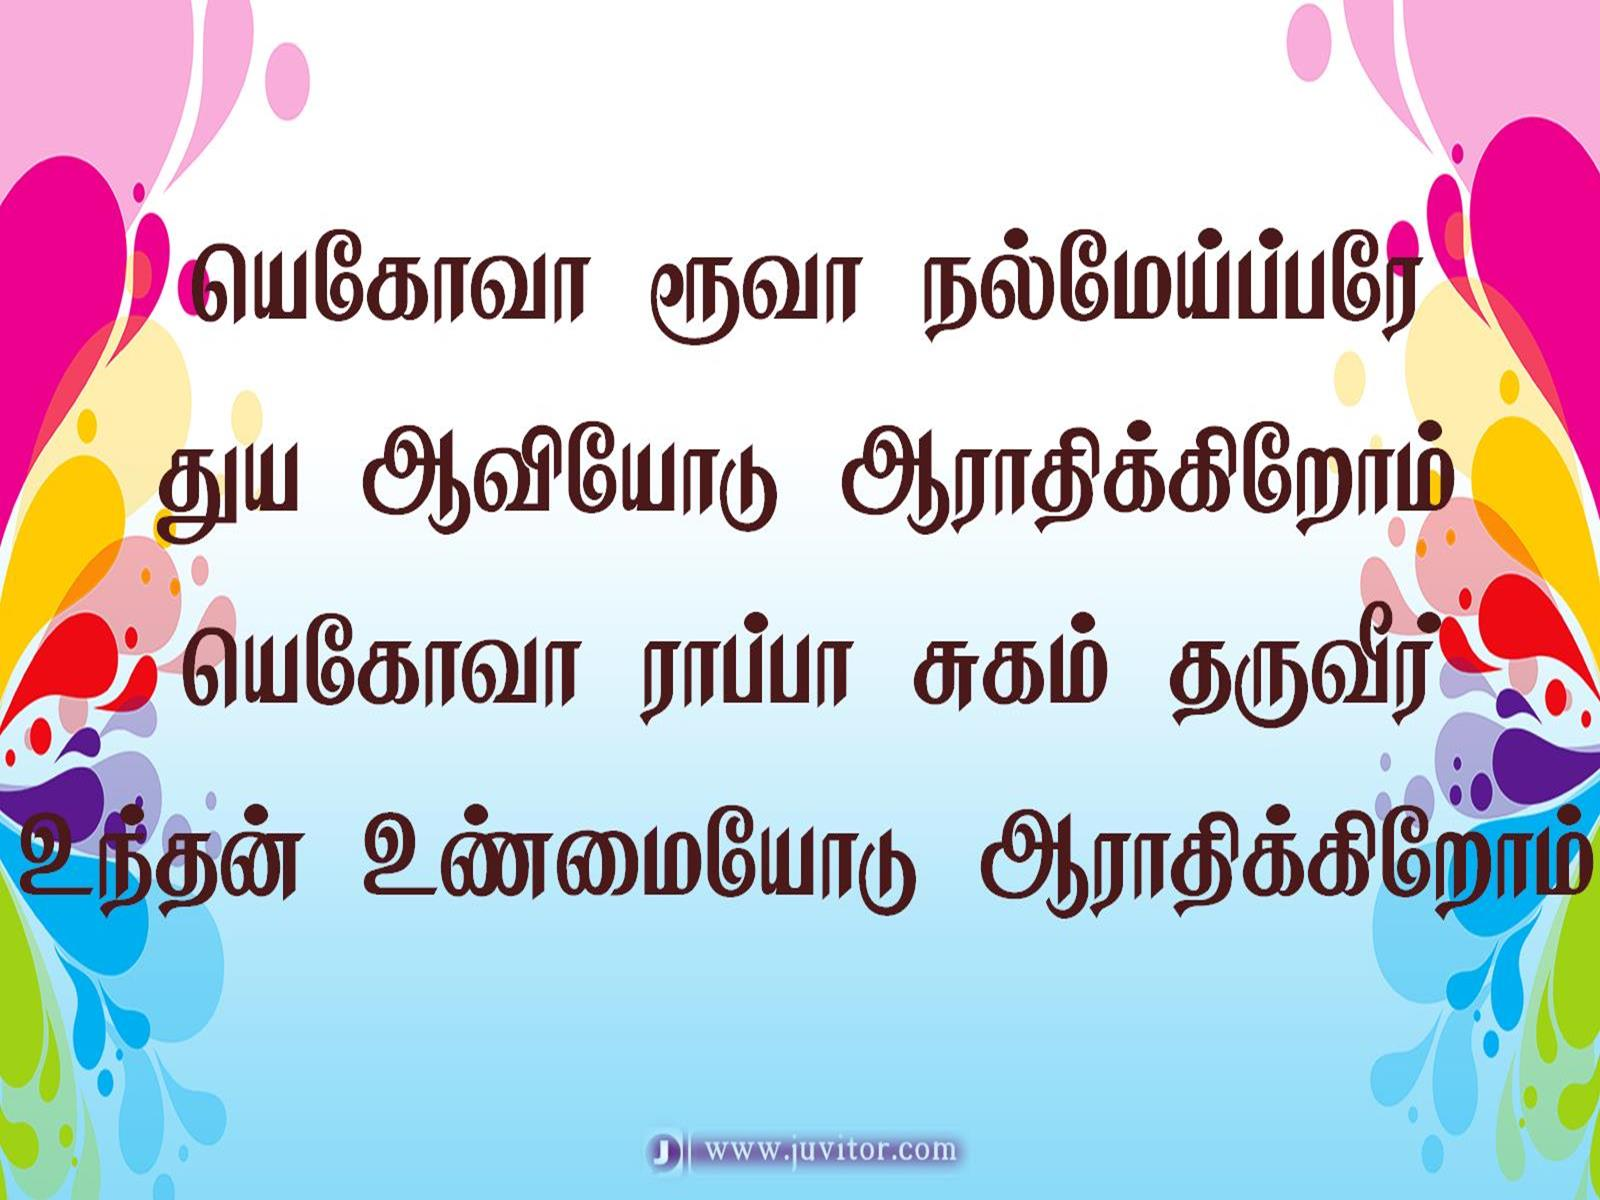 யெகோவா ரூவா நல்மேய்ப்பரே
துய ஆவியோடு ஆராதிக்கிறோம்
யெகோவா ராப்பா சுகம் தருவீர்
உந்தன் உண்மையோடு ஆராதிக்கிறோம்
J www.juvitor.com